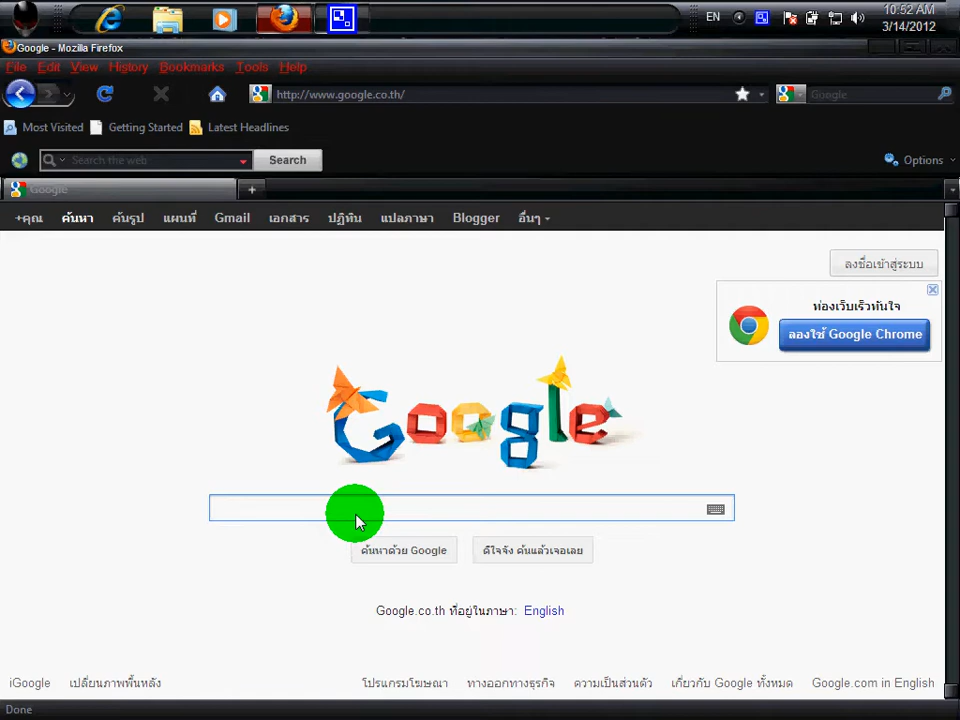 EN
10:52 AM
3/14/2012
Google - Mozilla Firefox
File Edit View History Bookmarks Tools Help
http://www.google.co.th/
Google
Most Visited Getting Started Latest Headlines
Search the web
Search
Options
Google
+คุณ ค้นหา ค้นรูป แผนที่ Gmail เอกสาร ปฏิทิน แปลภาษา Blogger อื่นๆ
ลงชื่อเข้าสู่ระบบ
ท่องเว็บเร็วทันใจ
ลองใช้ Google Chrome
Google
ค้นหาด้วย Google
ดีใจจัง ค้นแล้วเจอเลย
Google.co.th ที่อยู่ในภาษา: English
iGoogle เปลี่ยนภาพพื้นหลัง โปรแกรมโฆษณา ทางออกทางธุรกิจ ความเป็นส่วนตัว เกี่ยวกับ Google ทั้งหมด Google.com in English
Done